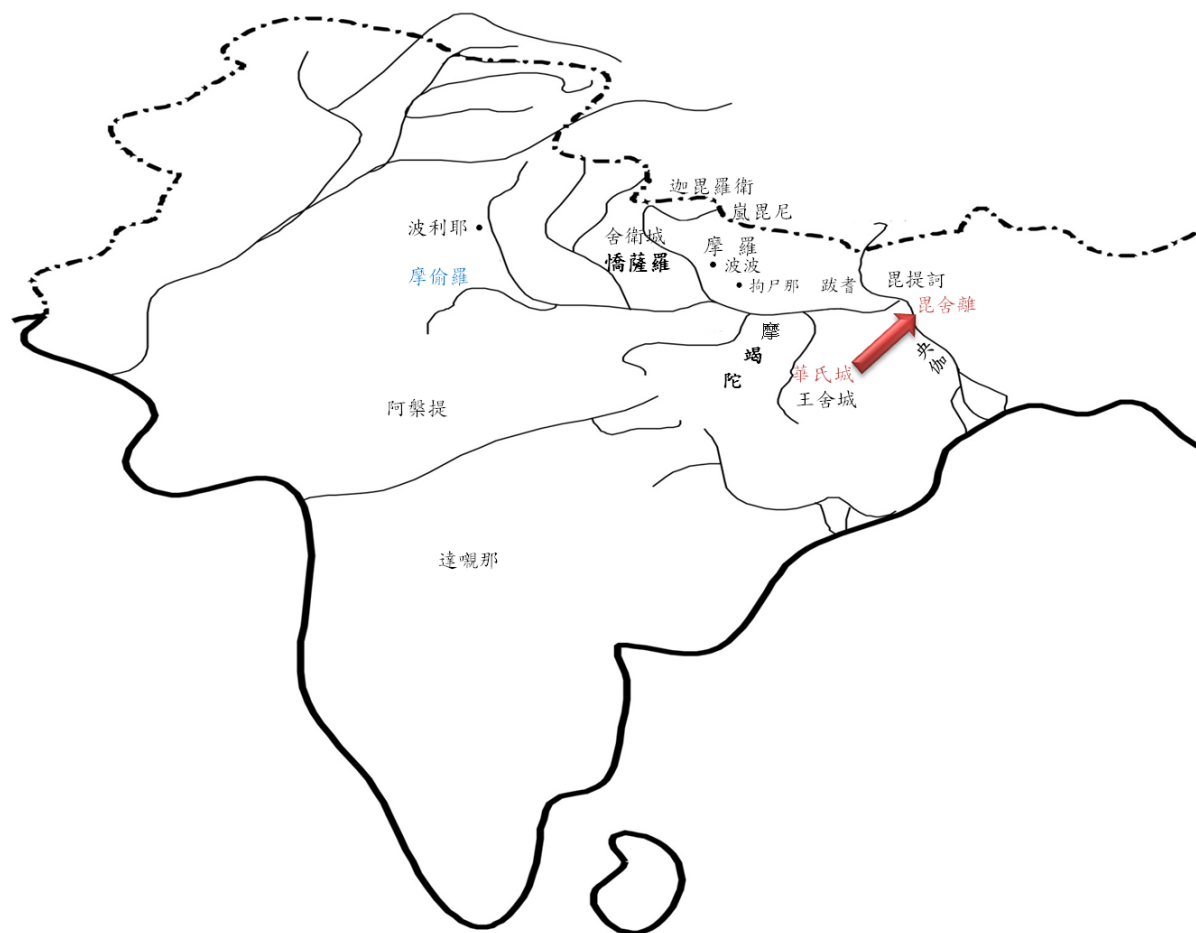 迦毘羅衛
嵐毘尼
波利耶
舍衛城
摩 羅
憍薩羅
波波
摩偷羅
拘尸那
跋耆
毘提訶
毘舍離
摩竭陀
央伽
華氏城
王舍城
阿槃提
達嚫那